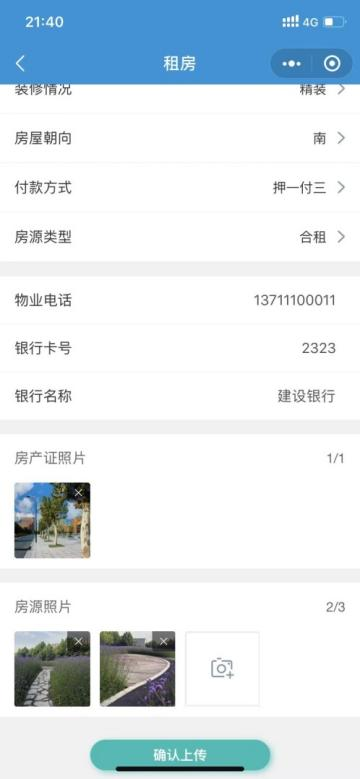 21:40 4G
租房
装修情况 精装
房屋朝向 南
付款方式 押一付三
房源类型 合租
物业电话 13711100011
银行卡号 2323
银行名称 建设银行
房产证照片 1/1
房源照片 2/3
确认上传